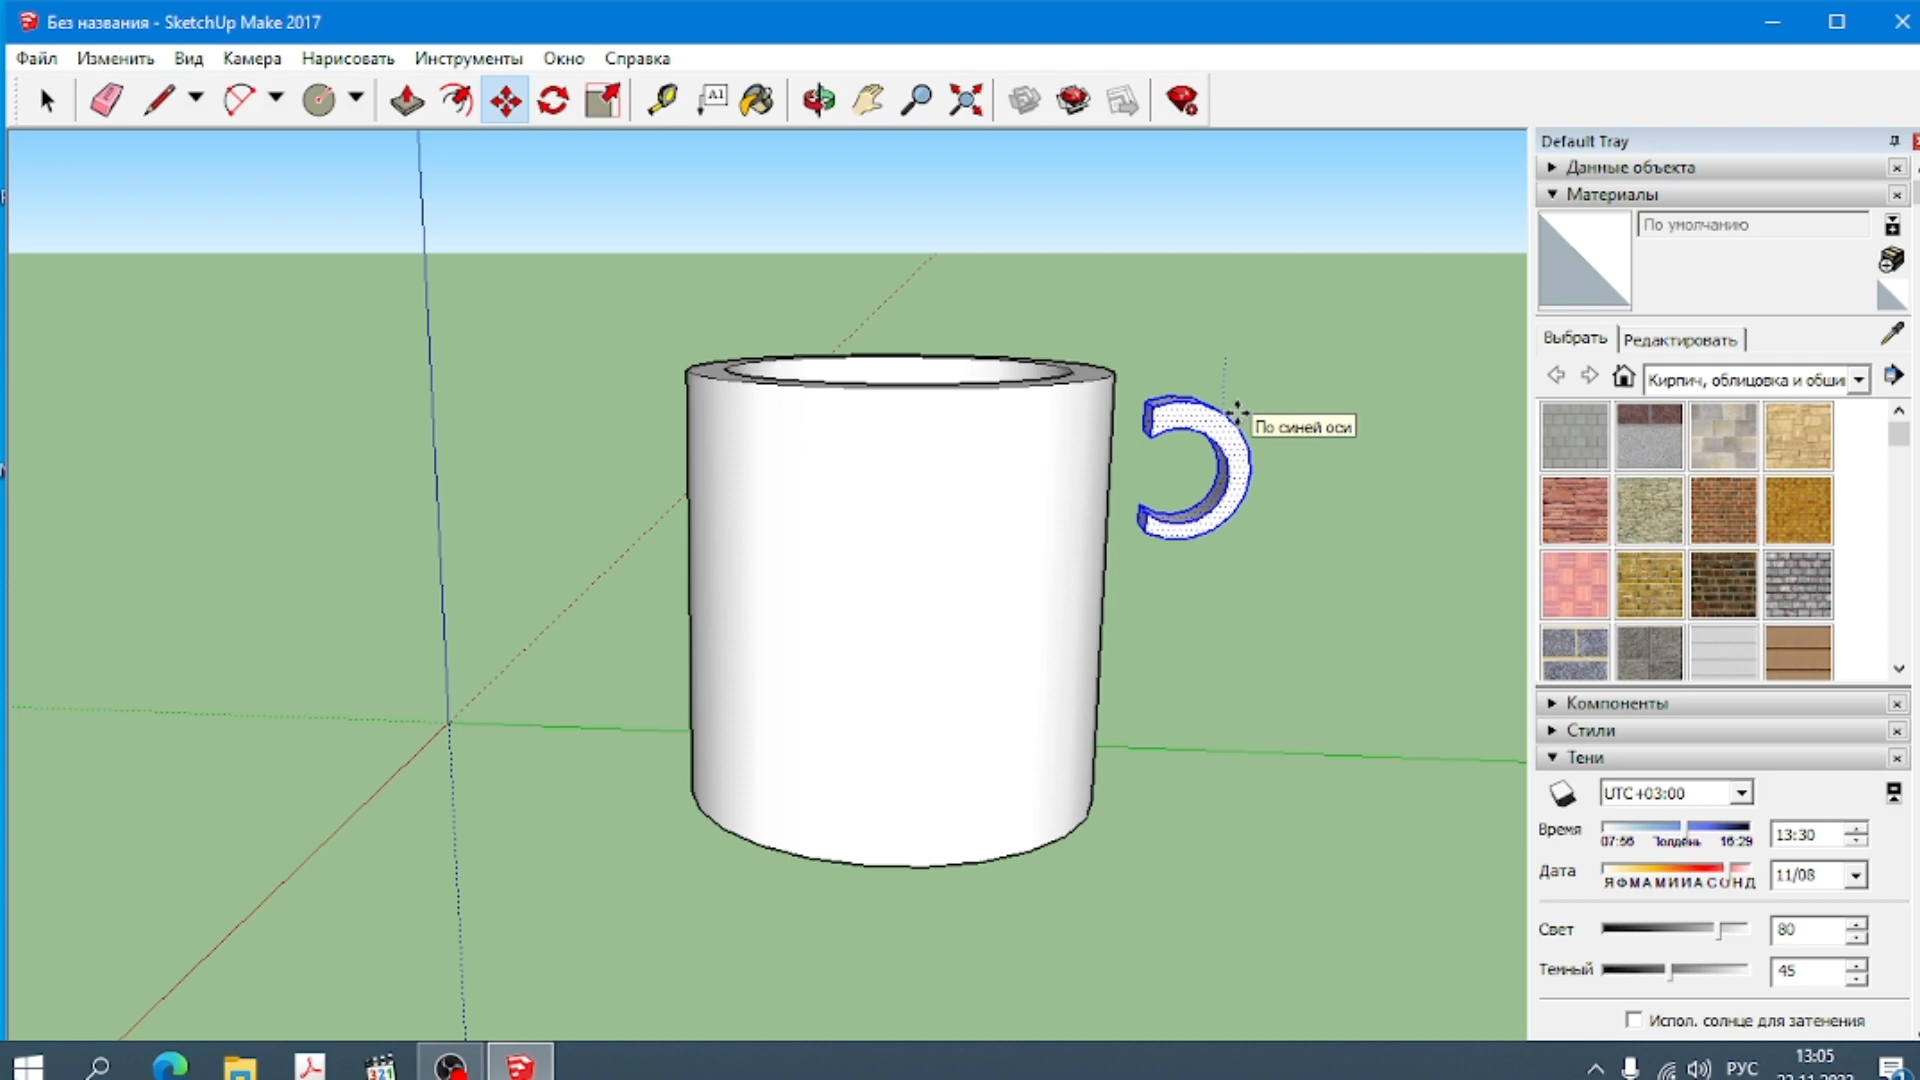 Без названия - SketchUp Make 2017
Файл Изменить Вид Камера Нарисовать Инструменты Окно Справка
A1
Default Tray
Данные объекта
Материалы
По умолчанию
Выбрать Редактировать
Кирпич, облицовка и обши
По синей оси
Компоненты
Стили
Тени
UTC+03:00
Время 07:56 Полдень 16:29 13:30
Дата Я Ф М А М И И А С О Н Д 11/08
Свет 80
Темный 45
Испол. солнце для затенения
321
РУС
13:05